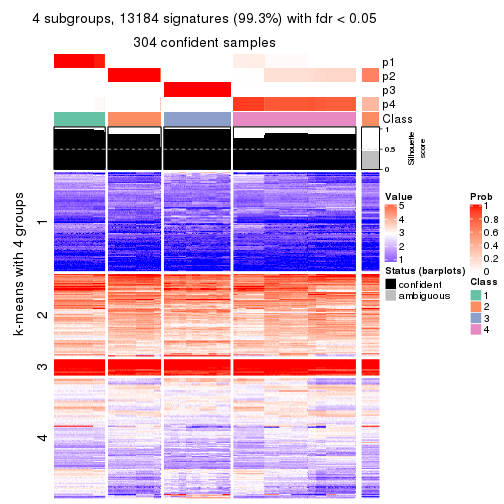 4 subgroups, 13184 signatures (99.3%) with fdr < 0.05
304 confident samples
p1
p2
p3
p4
Class
1
0.5
0
Silhouette
score
k-means with 4 groups
1
2
3
4
Value
5
4
3
2
1
Status (barplots)
confident
ambiguous
Prob
1
0.8
0.6
0.4
0.2
0
Class
1
2
3
4